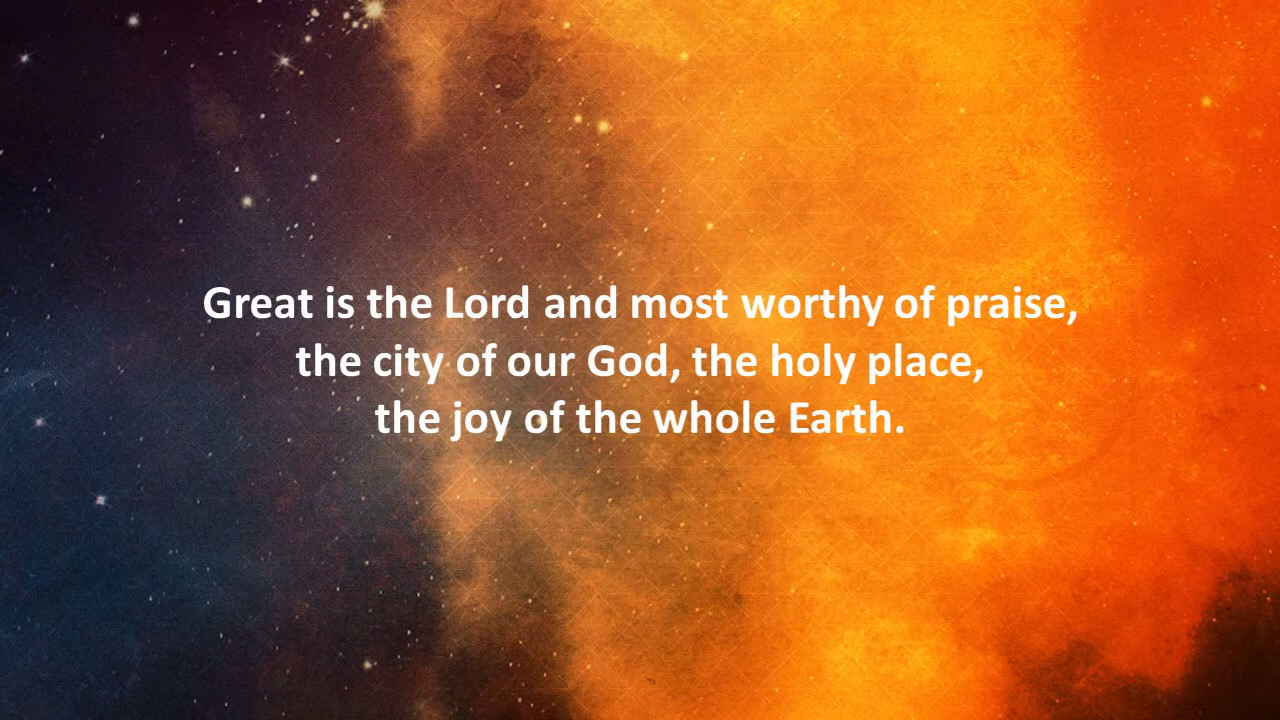 Great is the Lord and most worthy of praise,
the city of our God, the holy place,
the joy of the whole Earth.